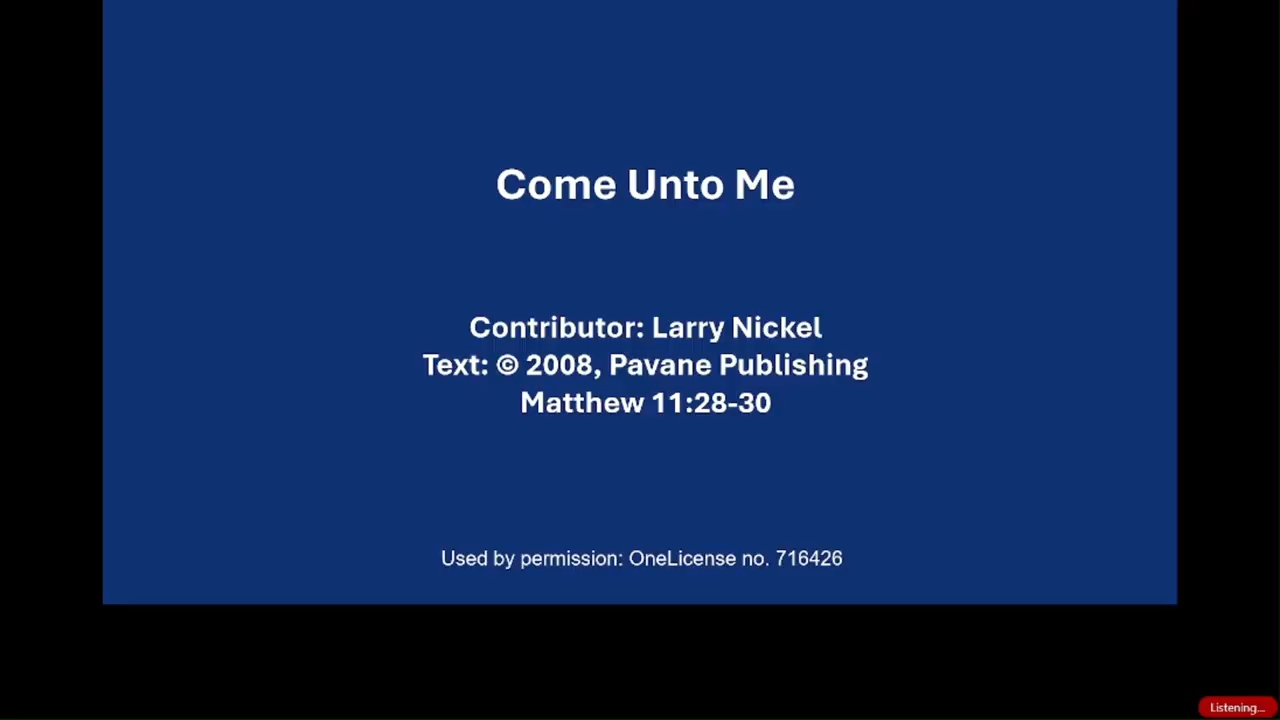 Come Unto Me
Contributor: Larry Nickel
Text: © 2008, Pavane Publishing
Matthew 11:28-30
Used by permission: OneLicense no. 716426
Listening...